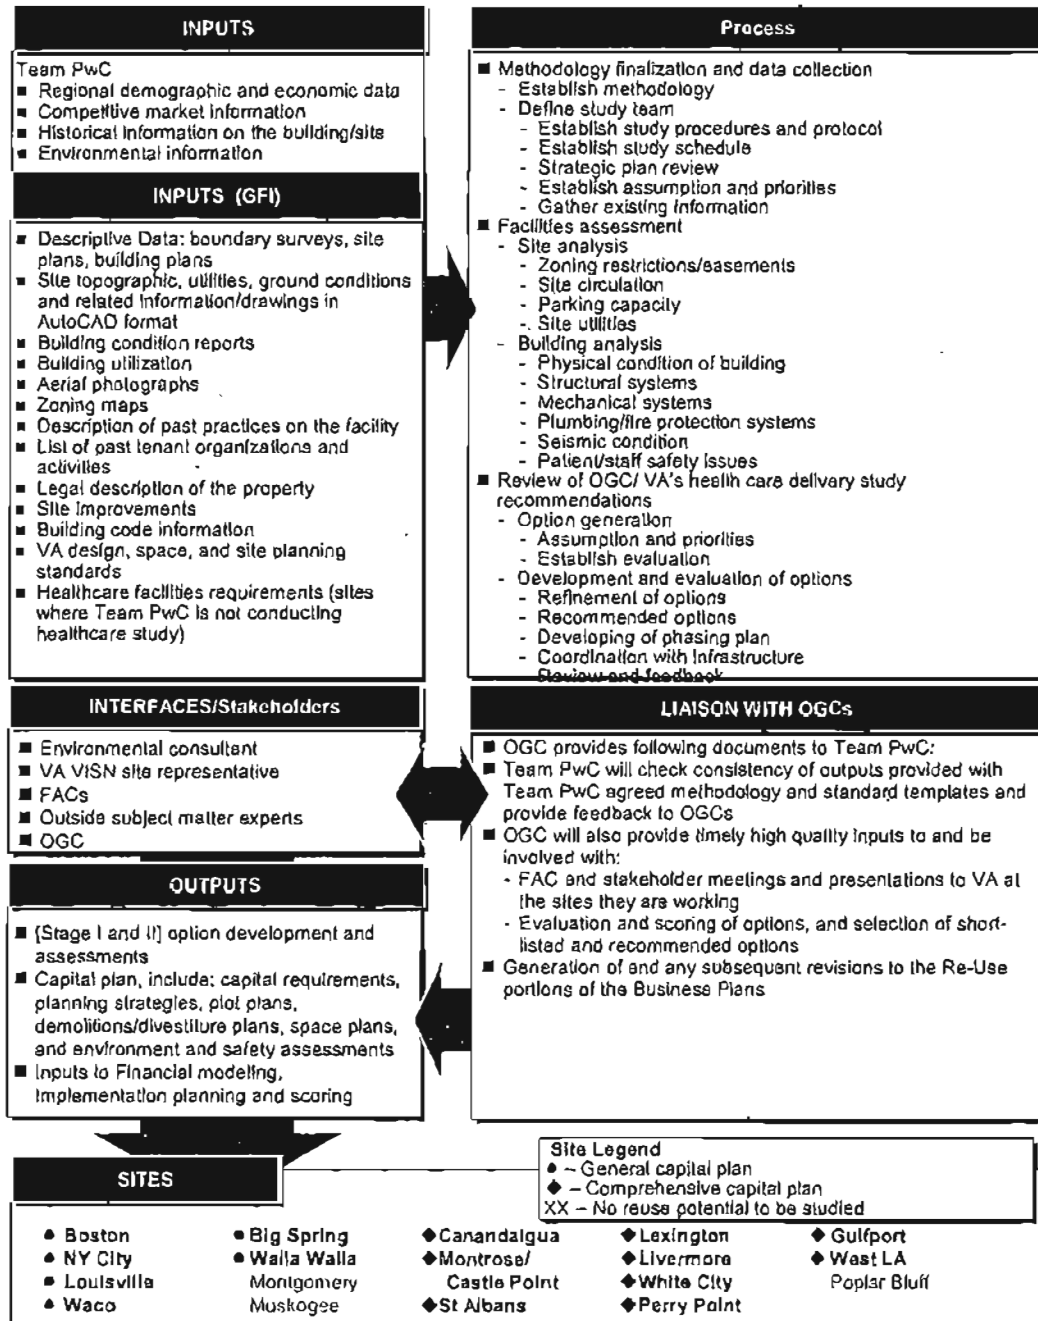 INPUTS
Team PwC
■ Regional demographic and economic data
■ Competitive market information
■ Historical information on the building/site
■ Environmental information
INPUTS (GFI)
■ Descriptive Data: boundary surveys, site
plans, building plans
■ Site topographic, utilities, ground conditions
and related information/drawings in
AutoCAD format
■ Building condition reports
■ Building utilization
■ Aerial photographs
■ Zoning maps
■ Description of past practices on the facility
■ List of past tenant organizations and
activities
■ Legal description of the property
■ Site improvements
■ Building code information
■ VA design, space, and site planning
standards
■ Healthcare facilities requirements (sites
where Team PwC is not conducting
healthcare study)
Process
■ Methodology finalization and data collection
- Establish methodology
- Define study team
- Establish study procedures and protocol
- Establish study schedule
- Strategic plan review
- Establish assumption and priorities
- Gather existing information
■ Facilities assessment
- Site analysis
- Zoning restrictions/easements
- Site circulation
- Parking capacity
- Site utilities
- Building analysis
- Physical condition of building
- Structural systems
- Mechanical systems
- Plumbing/fire protection systems
- Seismic condition
- Patient/staff safety issues
■ Review of OGC/ VA's health care delivery study
recommendations
- Option generation
- Assumption and priorities
- Establish evaluation
- Development and evaluation of options
- Refinement of options
- Recommended options
- Developing of phasing plan
- Coordination with infrastructure
- Review and feedback
INTERFACES/Stakeholders
■ Environmental consultant
■ VA VISN site representative
■ FACs
■ Outside subject matter experts
■ OGC
LIAISON WITH OGCs
■ OGC provides following documents to Team PwC:
■ Team PwC will check consistency of outputs provided with
Team PwC agreed methodology and standard templates and
provide feedback to OGCs
■ OGC will also provide timely high quality inputs to and be
involved with:
- FAC and stakeholder meetings and presentations to VA at
the sites they are working
- Evaluation and scoring of options, and selection of short-
listed and recommended options
■ Generation of and any subsequent revisions to the Re-Use
portions of the Business Plans
OUTPUTS
■ [Stage I and II] option development and
assessments
■ Capital plan, include: capital requirements,
planning strategies, plot plans,
demolitions/divestiture plans, space plans,
and environment and safety assessments
■ Inputs to Financial modeling,
implementation planning and scoring
Site Legend
● – General capital plan
◆ – Comprehensive capital plan
XX – No reuse potential to be studied
SITES
● Boston
● NY City
● Louisville
● Waco
● Big Spring
● Walla Walla
Montgomery
Muskogee
◆ Canandaigua
◆ Montrose/
Castle Point
◆ St Albans
◆ Lexington
◆ Livermore
◆ White City
◆ Perry Point
◆ Gulfport
◆ West LA
Poplar Bluff